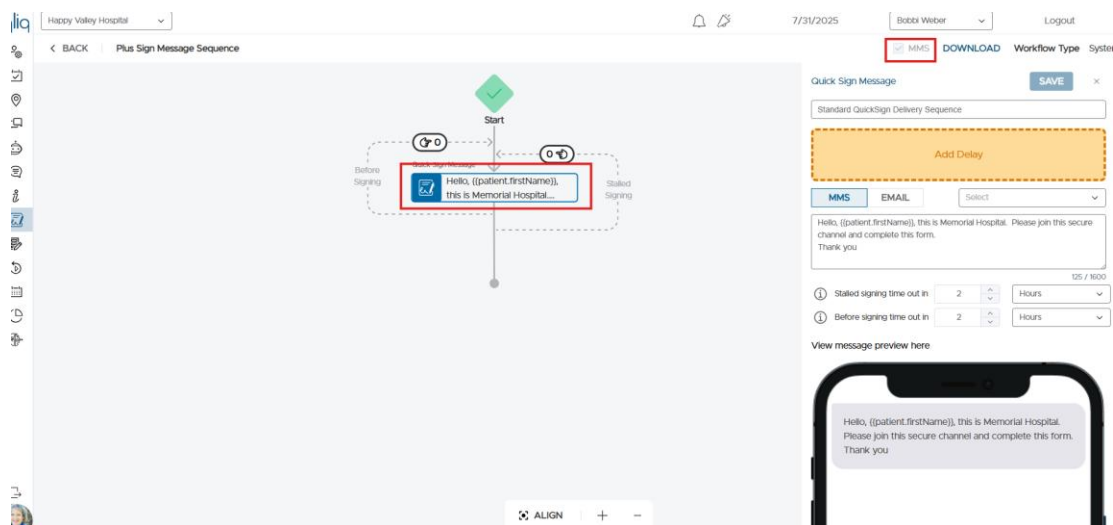 liq
Happy Valley Hospital
7/31/2025
Bobbi Weber
Logout
BACK
Plus Sign Message Sequence
MMS
DOWNLOAD
Workflow Type
System
Start
0
0
Before
Signing
Quick Sign Message
Hello, {{patient.firstName}},
this is Memorial Hospital....
Stalled
Signing
ALIGN
Quick Sign Message
SAVE
Standard QuickSign Delivery Sequence
Add Delay
MMS
EMAIL
Select
Hello, {{patient.firstName}}, this is Memorial Hospital. Please join this secure
channel and complete this form.
Thank you
125 / 1600
Stalled signing time out in
2
Hours
Before signing time out in
2
Hours
View message preview here
Hello, {{patient.firstName}}, this is Memorial Hospital.
Please join this secure channel and complete this form.
Thank you